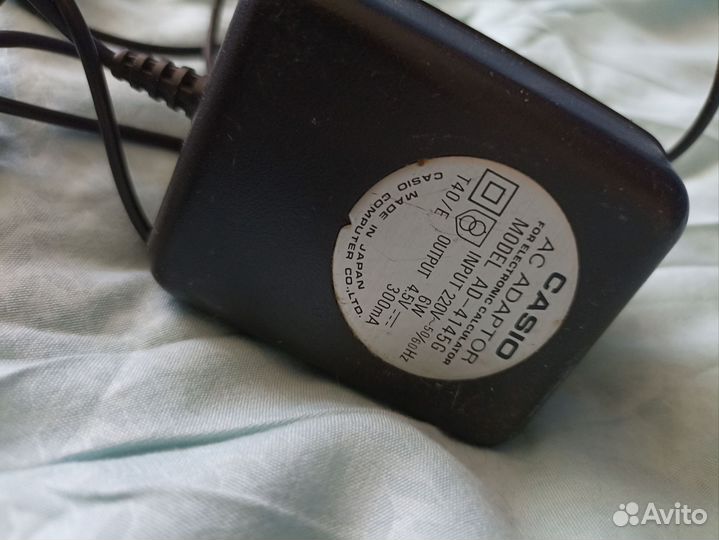 CASIO
AC ADAPTOR
FOR ELECTRONIC CALCULATOR
MODEL AD-4145G
INPUT 220V~50/60Hz
6W
OUTPUT 4.5V
300mA
T40/E
MADE IN JAPAN
CASIO COMPUTER CO.,LTD.
Avito